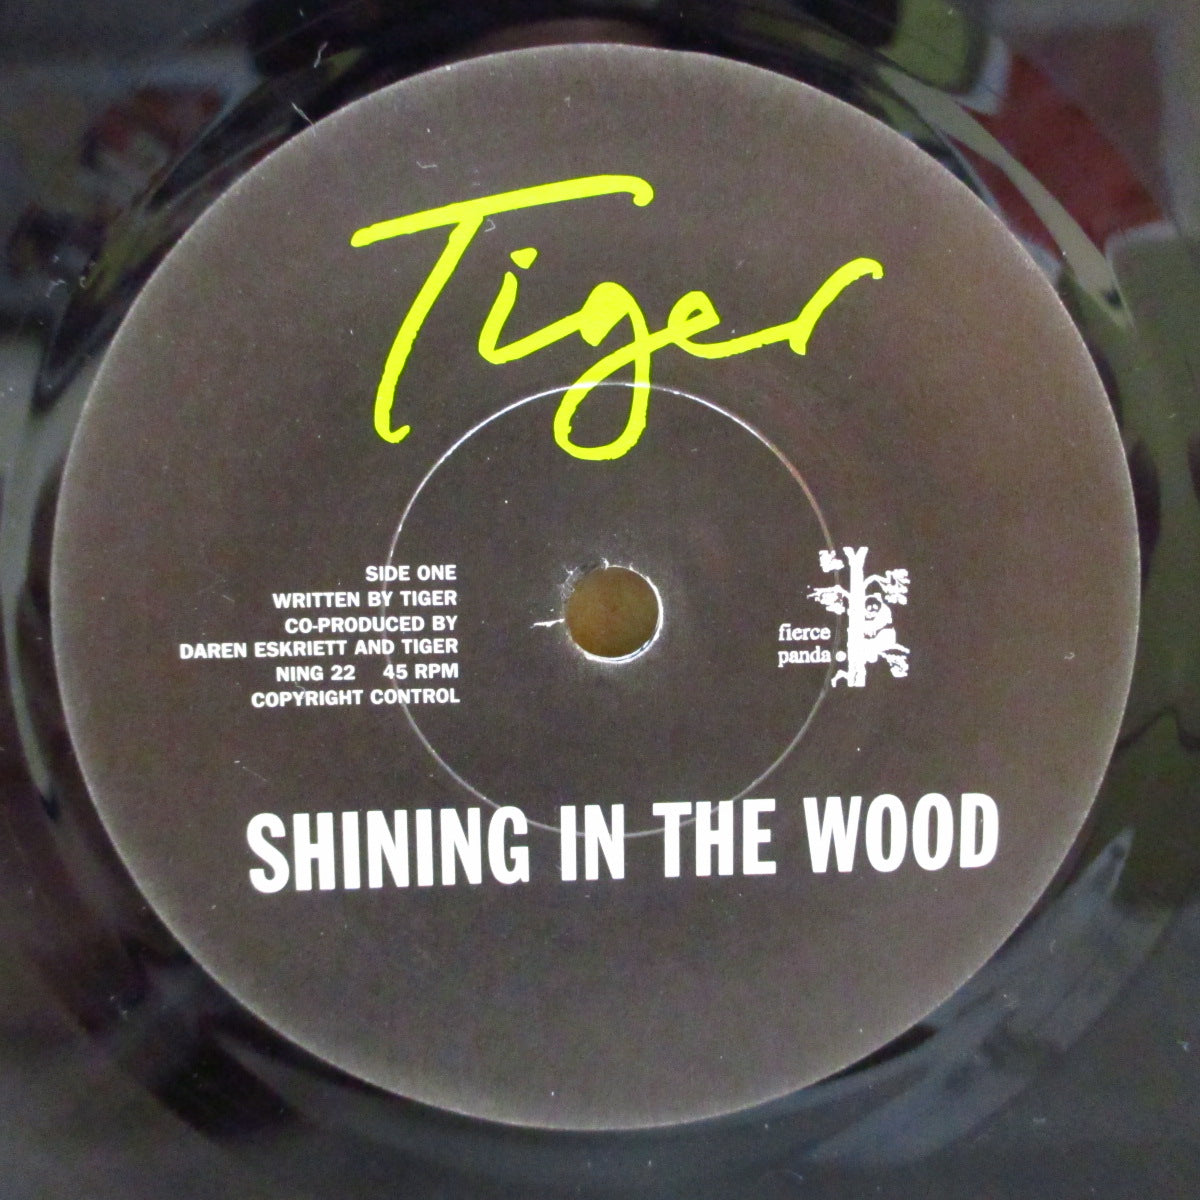 Tiger
SIDE ONE
WRITTEN BY TIGER
CO-PRODUCED BY
DAREN ESKRIETT AND TIGER
NING 22 45 RPM
COPYRIGHT CONTROL
fierce
panda
SHINING IN THE WOOD